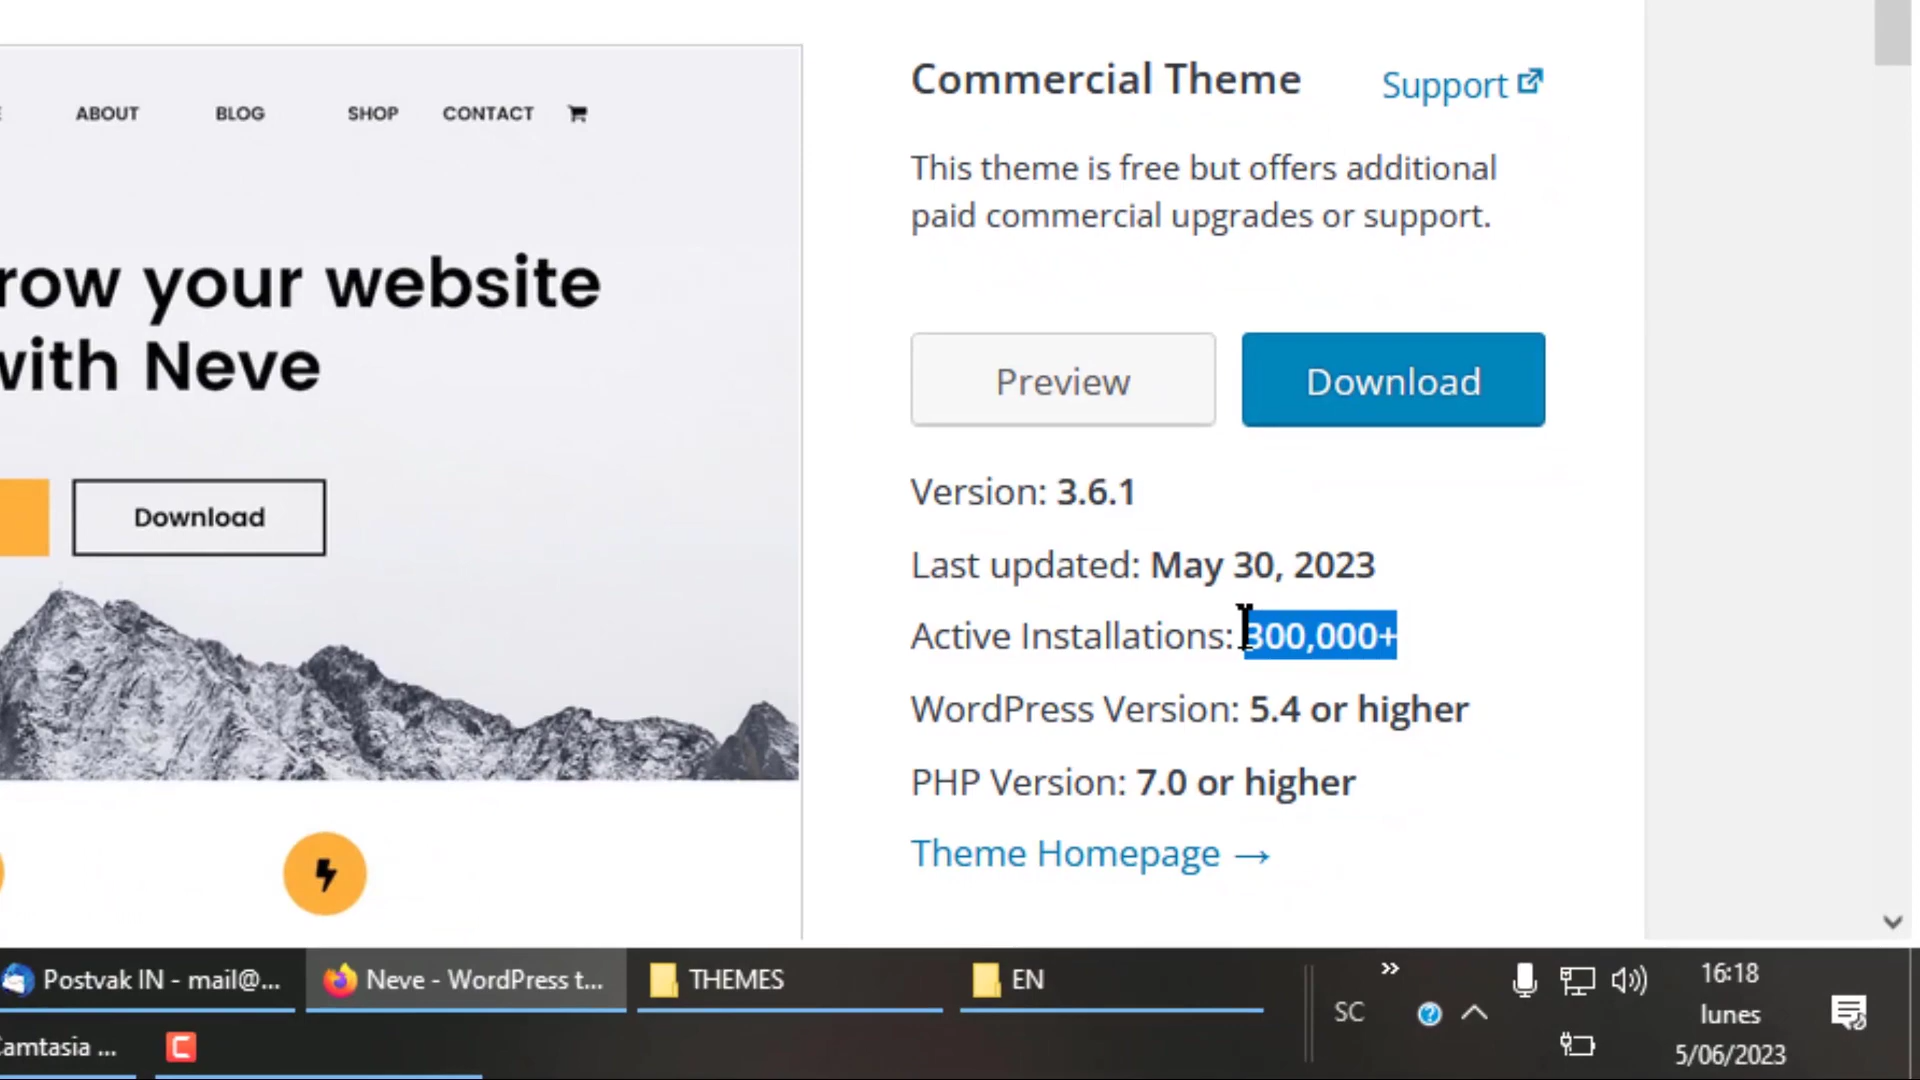 Commercial Theme
Support
This theme is free but offers additional
paid commercial upgrades or support.
ABOUT BLOG SHOP CONTACT
row your website
with Neve
Download
Preview
Download
Version: 3.6.1
Last updated: May 30, 2023
Active Installations: 300,000+
WordPress Version: 5.4 or higher
PHP Version: 7.0 or higher
Theme Homepage →
Postvak IN - mail@...
Neve - WordPress t...
THEMES
EN
SC
16:18
lunes
5/06/2023
Camtasia ...